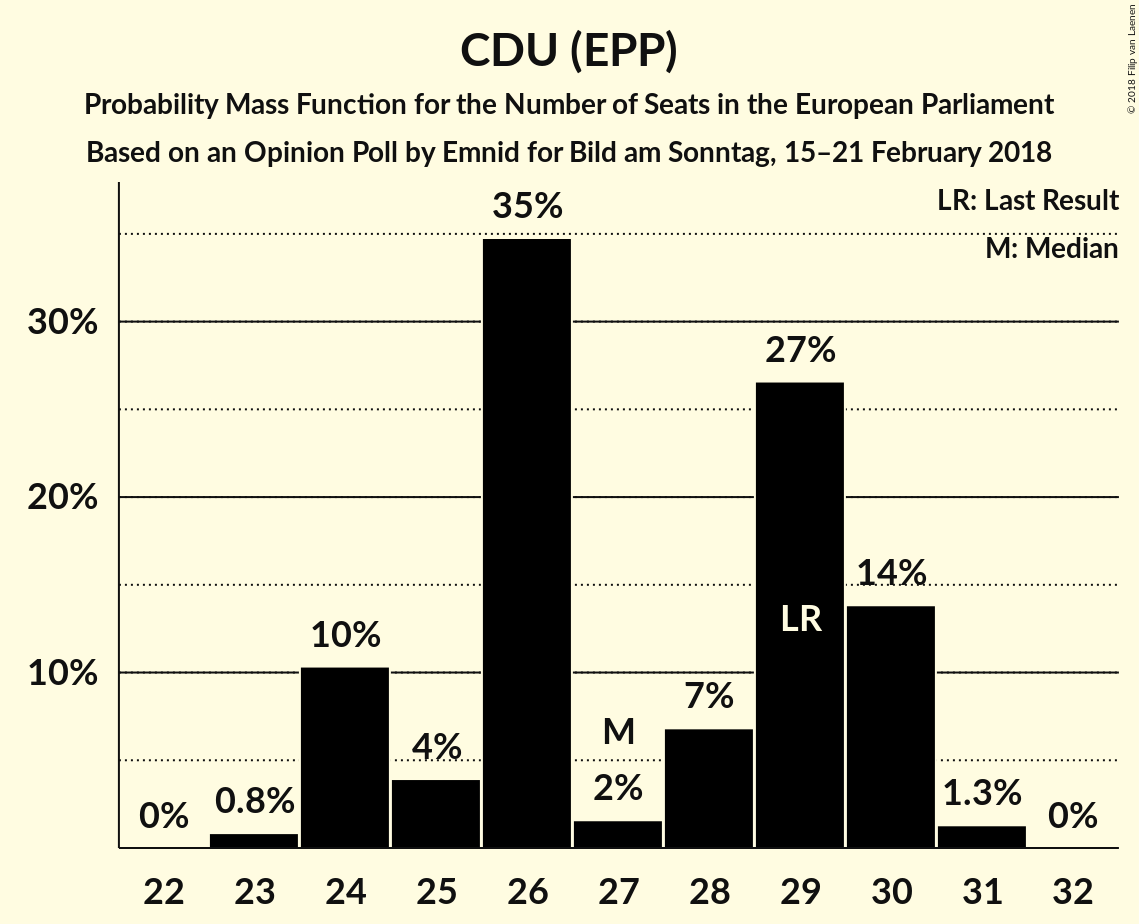 CDU (EPP)
Probability Mass Function for the Number of Seats in the European Parliament
Based on an Opinion Poll by Emnid for Bild am Sonntag, 15–21 February 2018
© 2018 Filip van Laenen
LR: Last Result
M: Median
35%
30%
27%
20%
14%
LR
10%
10%
7%
M
4%
2%
0.8%
1.3%
0%
0%
22 23 24 25 26 27 28 29 30 31 32